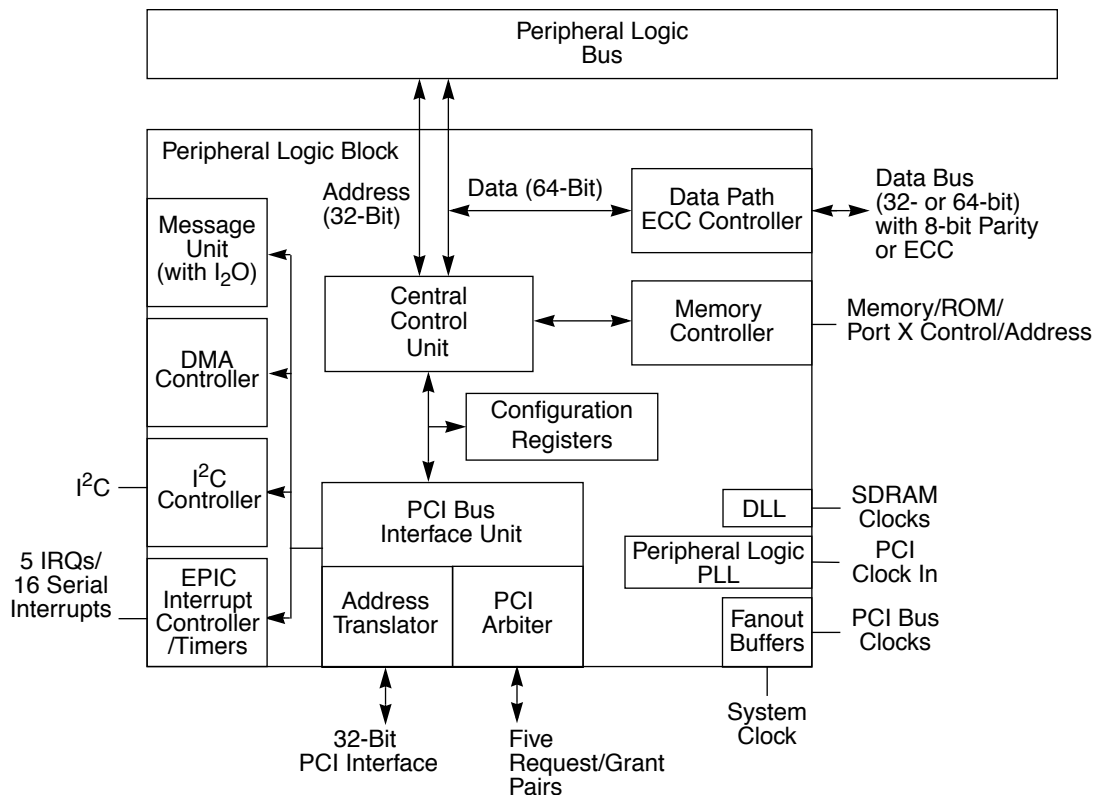 Peripheral Logic
Bus
Peripheral Logic Block
Address
(32-Bit)
Data (64-Bit)
Data Path
ECC Controller
Data Bus
(32- or 64-bit)
with 8-bit Parity
or ECC
Message
Unit
(with I₂O)
Central
Control
Unit
Memory
Controller
Memory/ROM/
Port X Control/Address
DMA
Controller
Configuration
Registers
I²C
I²C
Controller
PCI Bus
Interface Unit
DLL
SDRAM
Clocks
5 IRQs/
16 Serial
Interrupts
EPIC
Interrupt
Controller
/Timers
Address
Translator
PCI
Arbiter
Peripheral Logic
PLL
PCI
Clock In
Fanout
Buffers
PCI Bus
Clocks
System
Clock
32-Bit
PCI Interface
Five
Request/Grant
Pairs